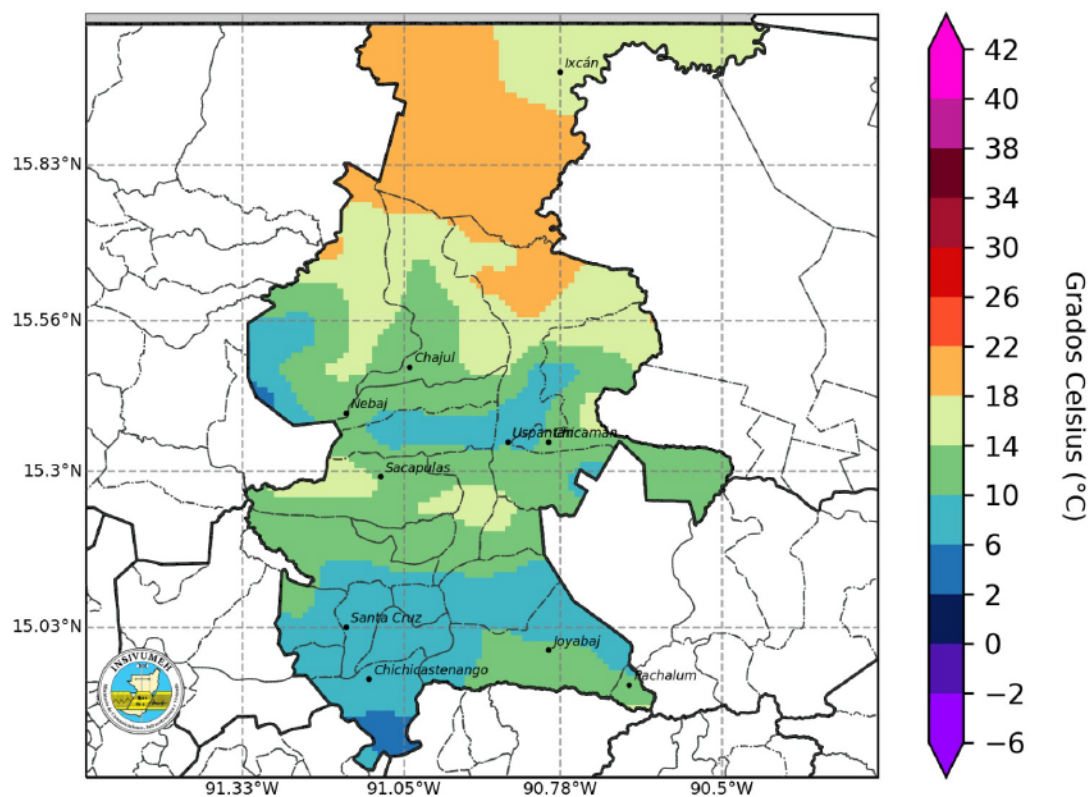 Ixcán
15.83°N
15.56°N
Chajul
Nebaj
Uspantán
Chicamán
15.3°N
Sacapulas
15.03°N
Santa Cruz
Joyabaj
Chichicastenango
Pachalum
INSIVUMEH
91.33°W
91.05°W
90.78°W
90.5°W
42
40
38
34
30
26
22
18
14
10
6
2
0
−2
−6
Grados Celsius (°C)